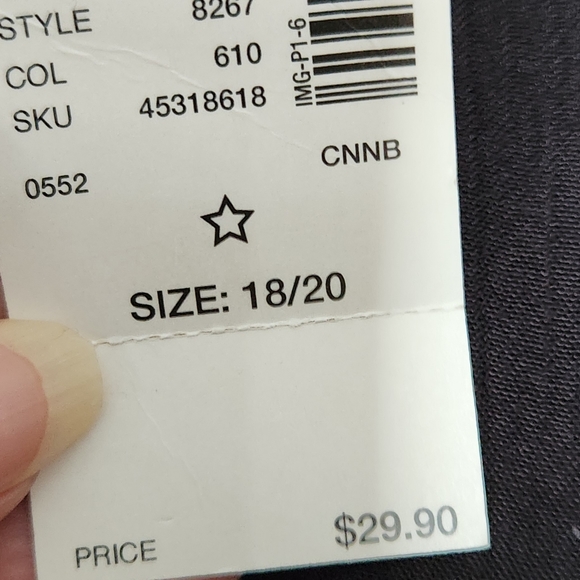 STYLE 8267
COL 610
SKU 45318618
IMG-P1-6
CNNB
0552
SIZE: 18/20
PRICE $29.90